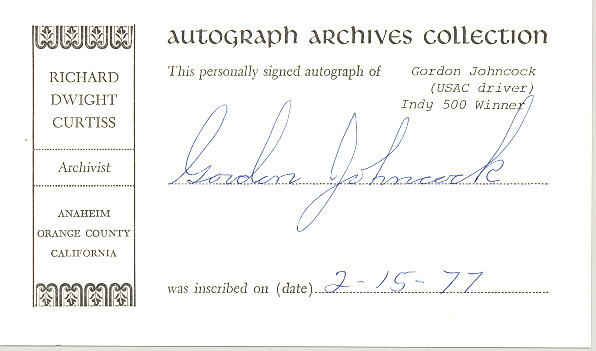 AUTOGRAPH ARCHIVES COLLECTION
RICHARD
DWIGHT
CURTISS
Archivist
ANAHEIM
ORANGE COUNTY
CALIFORNIA
This personally signed autograph of Gordon Johncock
(USAC driver)
Indy 500 Winner
Gordon Johncock
was inscribed on (date) 2-15-77